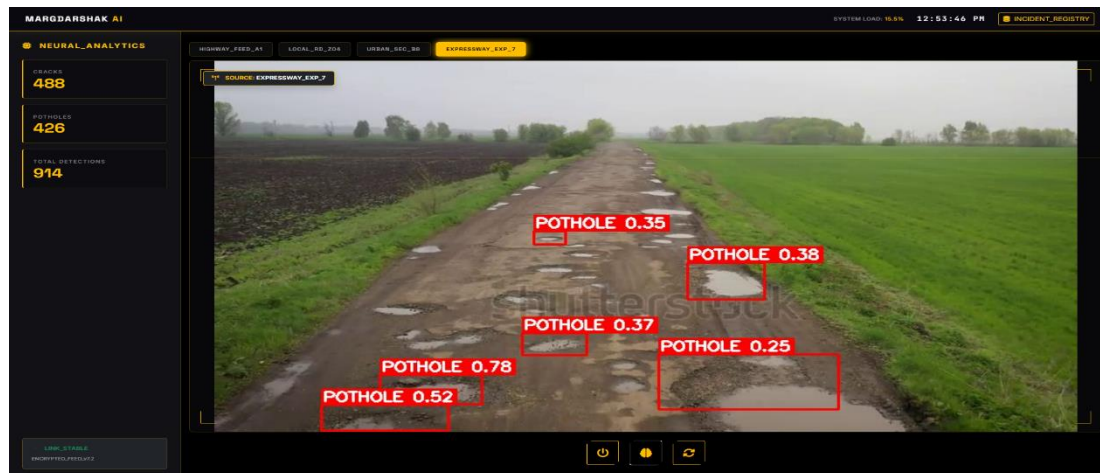 MARGDARSHAK AI
SYSTEM LOAD: 15.5%
12:53:46 PM
INCIDENT_REGISTRY
NEURAL_ANALYTICS
CRACKS
488
POTHOLES
426
TOTAL DETECTIONS
914
HIGHWAY_FEED_A1
LOCAL_RD_Z04
URBAN_SEC_B8
EXPRESSWAY_EXP_7
SOURCE: EXPRESSWAY_EXP_7
POTHOLE 0.35
POTHOLE 0.38
shutterstock
POTHOLE 0.37
POTHOLE 0.25
POTHOLE 0.78
POTHOLE 0.52
LINK_STABLE